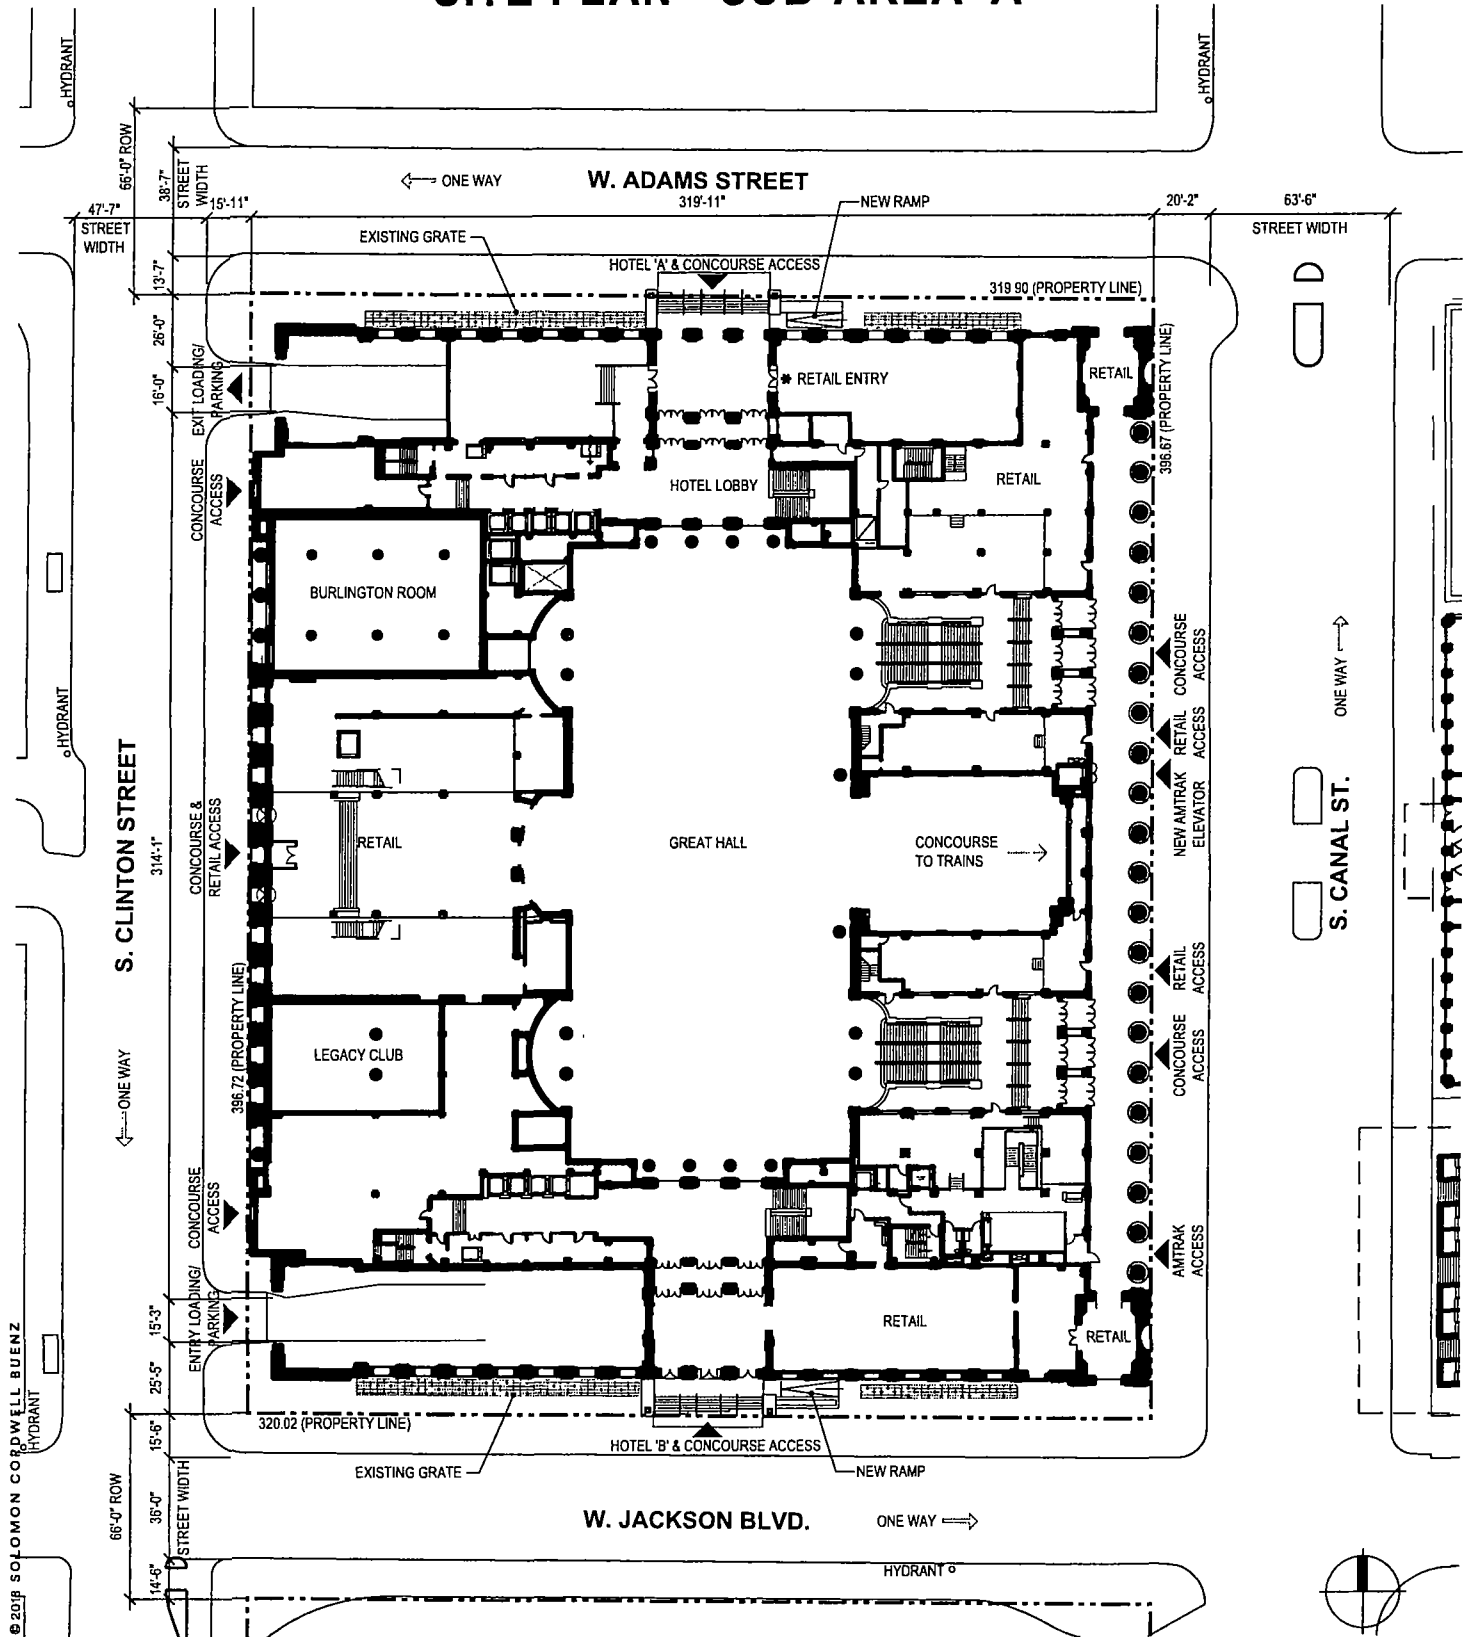 HYDRANT
HYDRANT
66'-0" ROW
38'-7"
STREET
WIDTH
ONE WAY
W. ADAMS STREET
47'-7"
STREET
WIDTH
15'-11"
319'-11"
NEW RAMP
20'-2"
63'-6"
STREET WIDTH
EXISTING GRATE
HOTEL 'A' & CONCOURSE ACCESS
13'-7"
319 90 (PROPERTY LINE)
26'-0"
16'-0"
EXIT LOADING/
PARKING
RETAIL ENTRY
RETAIL
396.67 (PROPERTY LINE)
CONCOURSE
ACCESS
HOTEL LOBBY
RETAIL
BURLINGTON ROOM
CONCOURSE
ACCESS
ONE WAY
HYDRANT
RETAIL
ACCESS
NEW AMTRAK
ELEVATOR
S. CLINTON STREET
314'-1"
CONCOURSE &
RETAIL ACCESS
RETAIL
GREAT HALL
CONCOURSE
TO TRAINS
S. CANAL ST.
RETAIL
ACCESS
396.72 (PROPERTY LINE)
LEGACY CLUB
CONCOURSE
ACCESS
ONE WAY
CONCOURSE
ACCESS
AMTRAK
ACCESS
ENTRY LOADING/
PARKING
15'-3"
RETAIL
RETAIL
25'-5"
320.02 (PROPERTY LINE)
15'-6"
HOTEL 'B' & CONCOURSE ACCESS
EXISTING GRATE
NEW RAMP
HYDRANT
66'-0" ROW
36'-0"
STREET WIDTH
W. JACKSON BLVD.
ONE WAY
14'-6"
HYDRANT
©2018 SOLOMON CORDWELL BUENZ